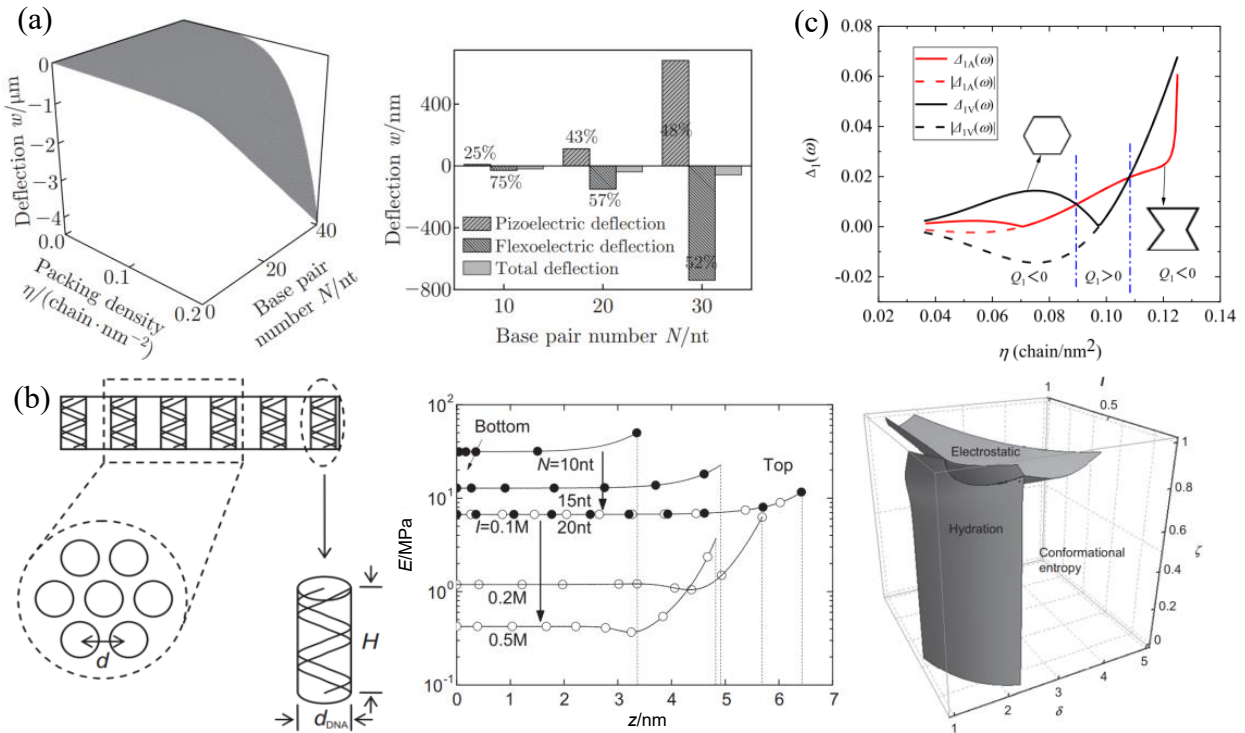 (a)
0
−1
−2
−3
−4
Deflection w/μm
0.0
0.1
0.2
Packing density
η/(chain·nm⁻²)
0
20
40
Base pair
number N/nt
Deflection w/nm
400
0
−400
−800
25%
75%
43%
57%
48%
52%
Pizoelectric deflection
Flexoelectric deflection
Total deflection
10
20
30
Base pair number N/nt
(c)
Δ₁(ω)
0.06
0.04
0.02
0.00
-0.02
Δ₁A(ω)
|Δ₁A(ω)|
Δ₁V(ω)
|Δ₁V(ω)|
Q₁<0
Q₁>0
Q₁<0
0.02
0.04
0.06
0.08
0.10
0.12
0.14
η (chain/nm²)
(b)
d
H
d_DNA
E/MPa
10²
10¹
10⁰
10⁻¹
Bottom
Top
N=10nt
15nt
20nt
I=0.1M
0.2M
0.5M
0
1
2
3
4
5
6
7
z/nm
1
0.5
I
1
0.8
0.6
0.4
0.2
0
ζ
Electrostatic
Hydration
Conformational
entropy
1
2
3
4
5
δ